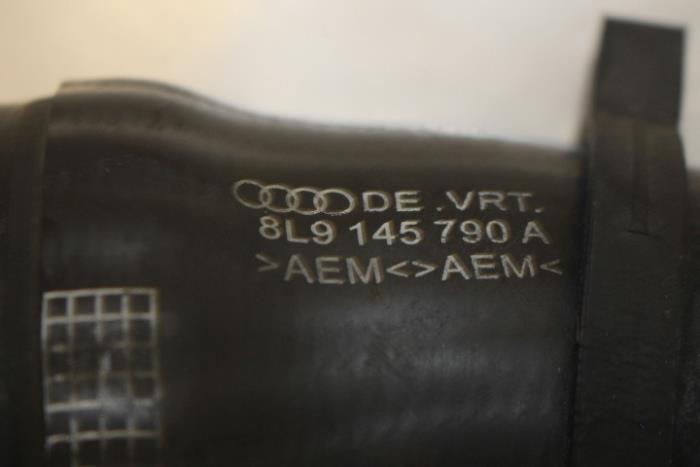 DE .VRT.
8L9 145 790 A
>AEM<>AEM<